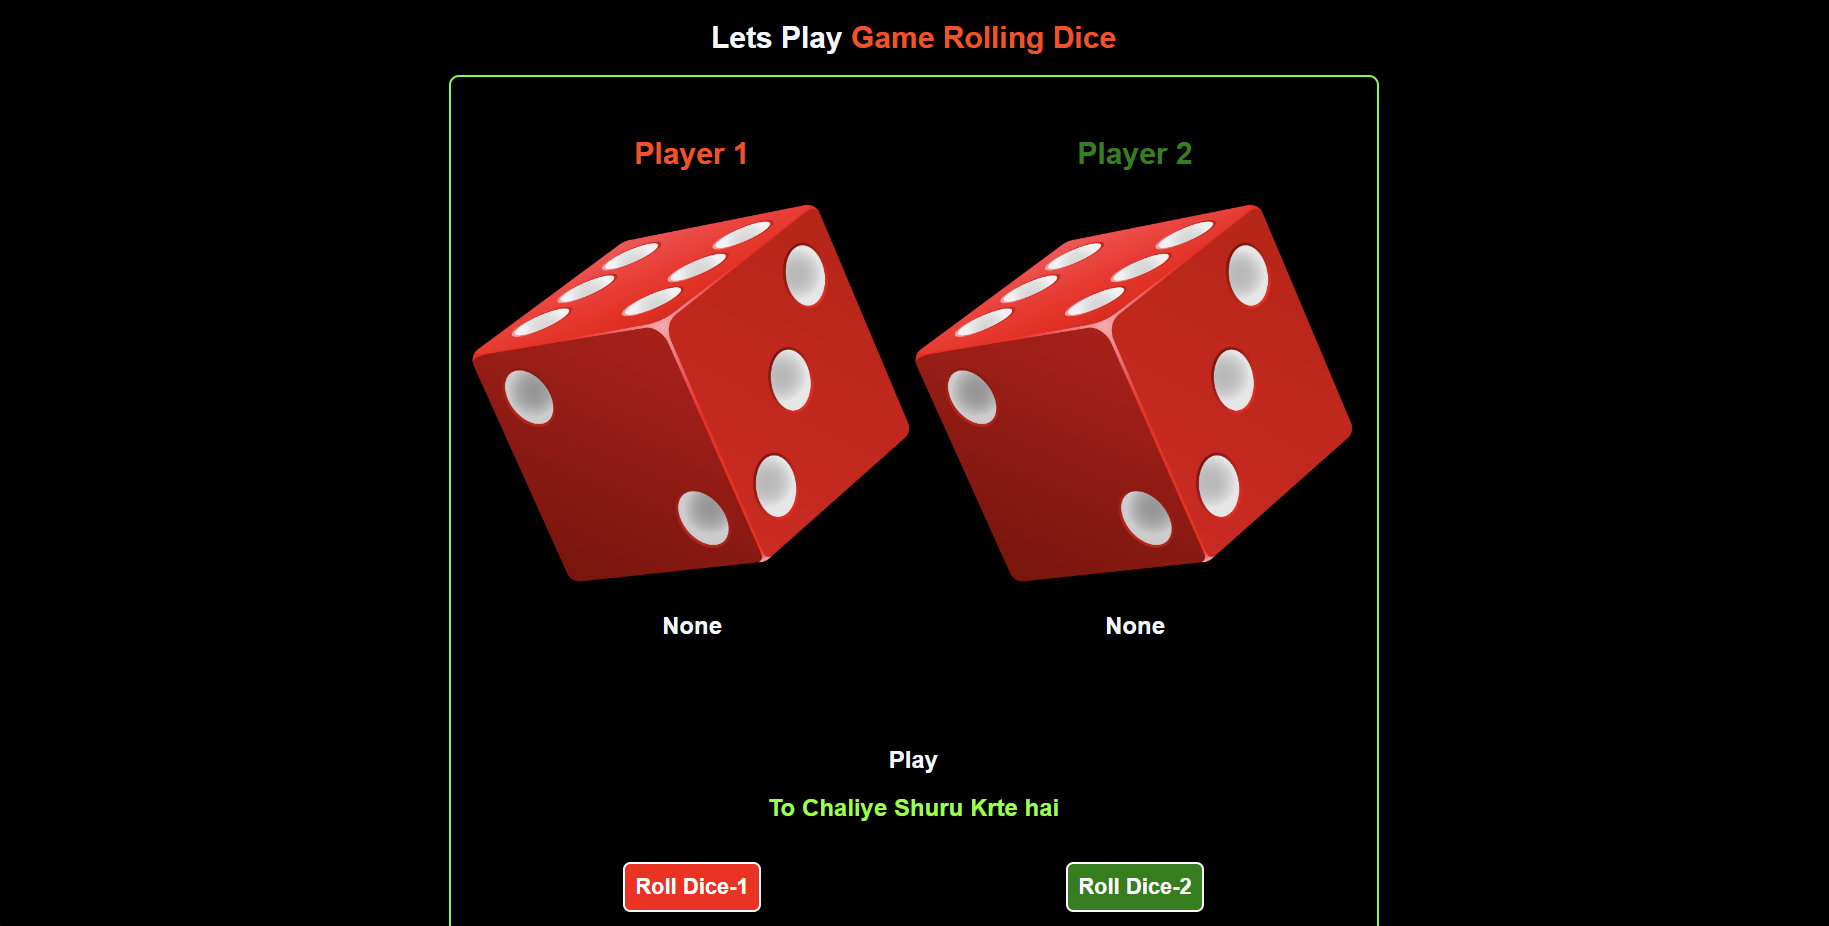 Lets Play Game Rolling Dice
Player 1
Player 2
None
None
Play
To Chaliye Shuru Krte hai
Roll Dice-1
Roll Dice-2